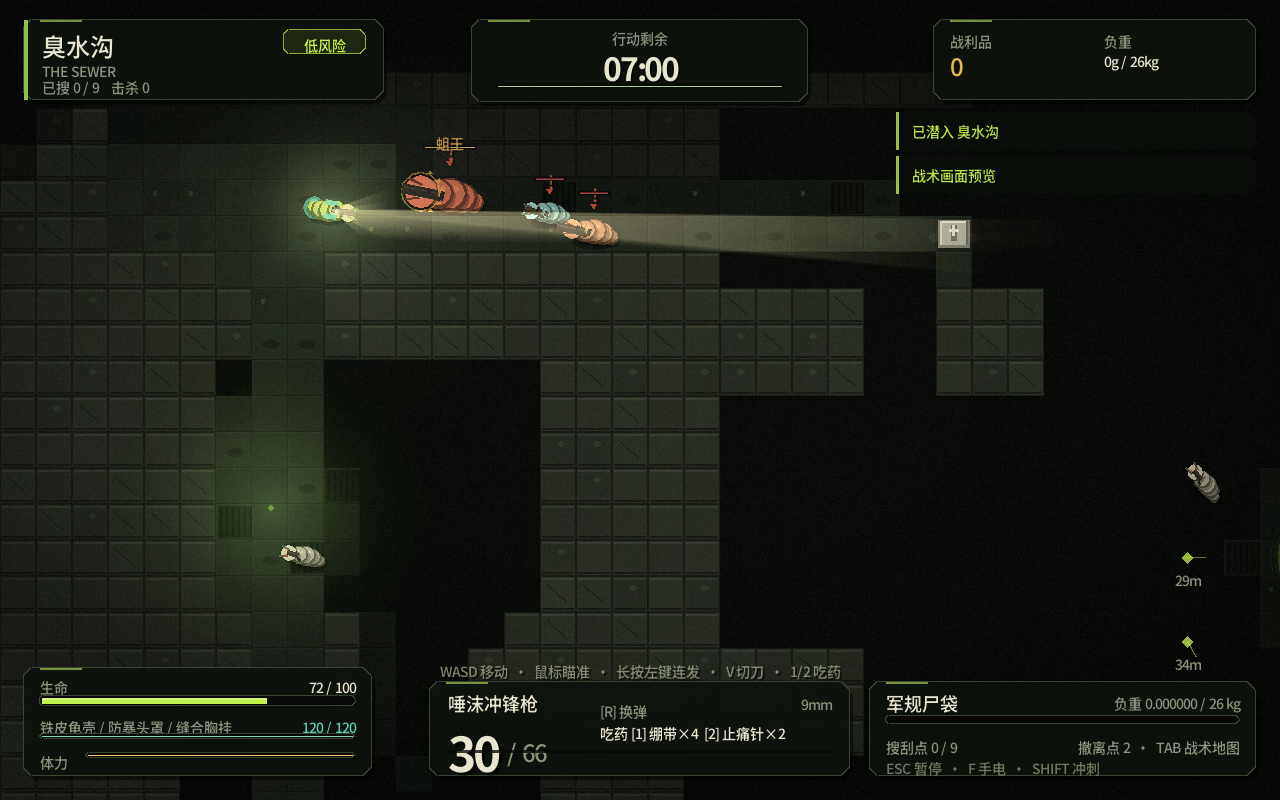 臭水沟
低风险
THE SEWER
已搜 0 / 9 击杀 0
行动剩余
07:00
战利品
0
负重
0g / 26kg
已潜入 臭水沟
战术画面预览
蛆王
29m
34m
生命
72 / 100
铁皮龟壳 / 防暴头罩 / 缝合胸挂
120 / 120
体力
WASD 移动 · 鼠标瞄准 · 长按左键连发 · V 切刀 · 1/2 吃药
唾沫冲锋枪
[R] 换弹
9mm
吃药 [1] 绷带×4 [2] 止痛针×2
30 / 66
军规尸袋
负重 0.000000 / 26 kg
搜刮点 0 / 9
撤离点 2 · TAB 战术地图
ESC 暂停 · F 手电 · SHIFT 冲刺